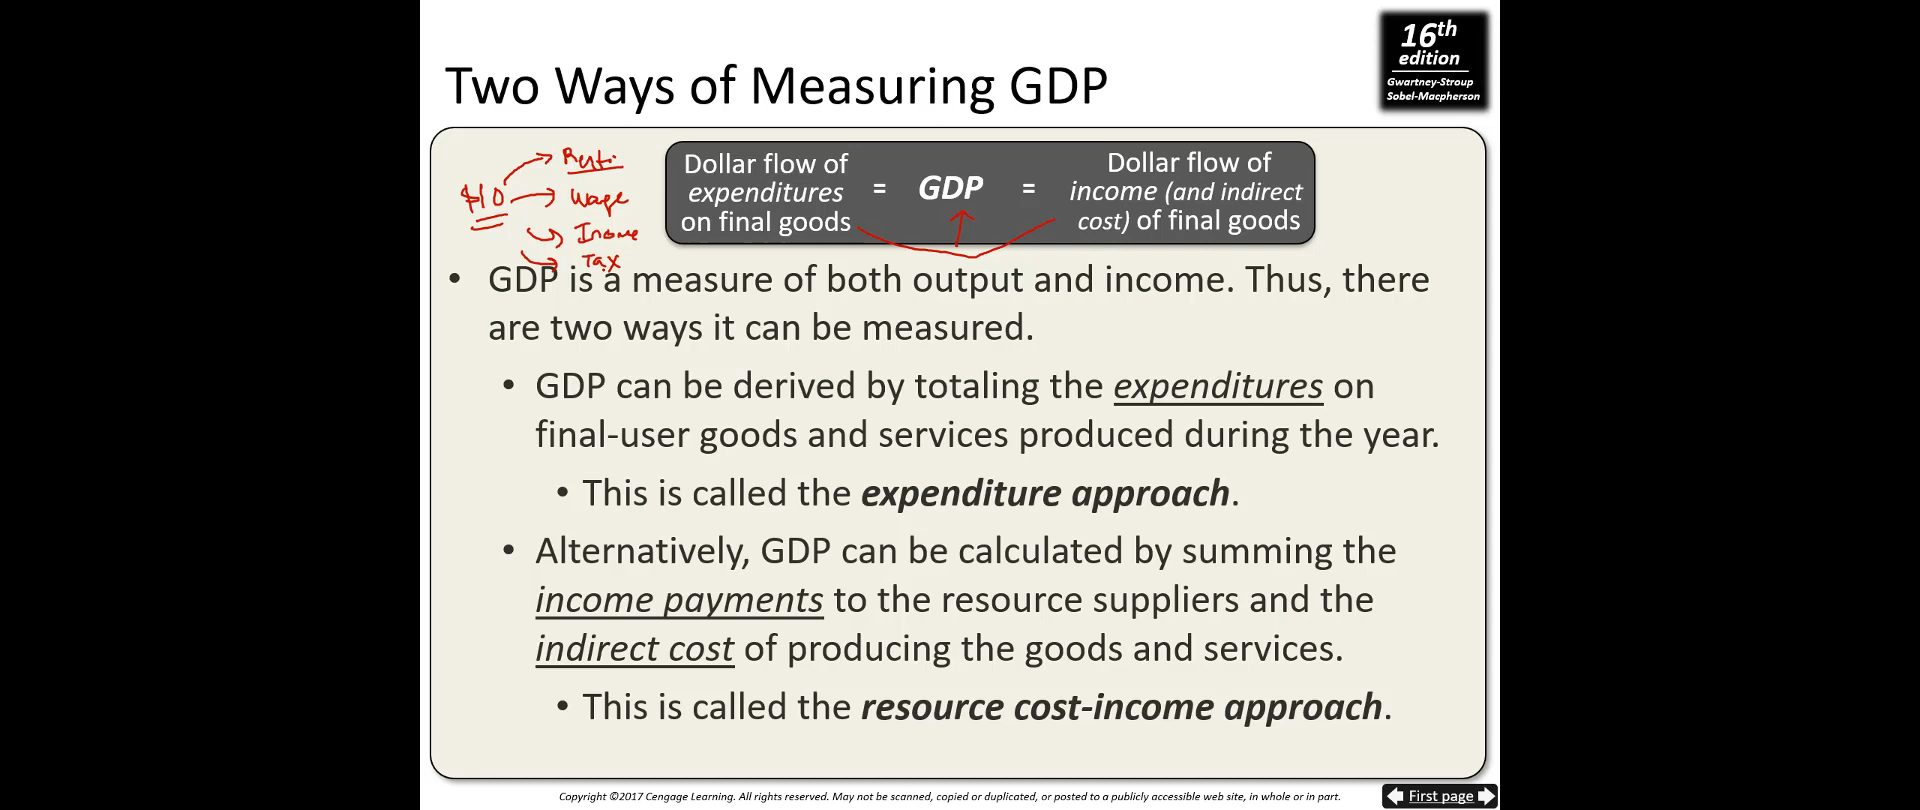 16th
edition
Gwartney-Stroup
Sobel-Macpherson
Two Ways of Measuring GDP
$10
Wage
Income
Tax
Dollar flow of
expenditures
on final goods
= GDP =
Dollar flow of
income (and indirect
cost) of final goods
• GDP is a measure of both output and income. Thus, there
are two ways it can be measured.
• GDP can be derived by totaling the expenditures on
final-user goods and services produced during the year.
• This is called the expenditure approach.
• Alternatively, GDP can be calculated by summing the
income payments to the resource suppliers and the
indirect cost of producing the goods and services.
• This is called the resource cost-income approach.
Copyright ©2017 Cengage Learning. All rights reserved. May not be scanned, copied or duplicated, or posted to a publicly accessible web site, in whole or in part.
First page